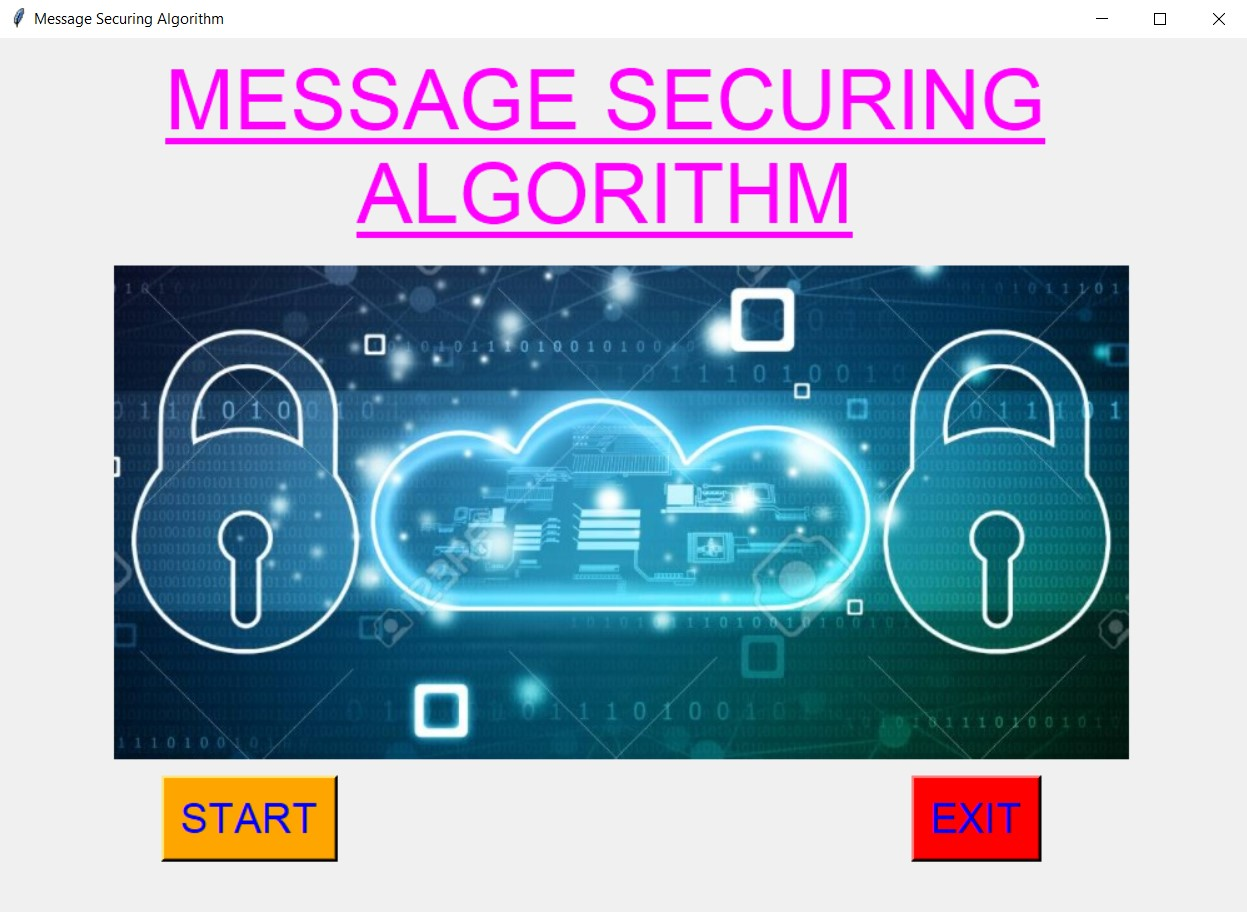 Message Securing Algorithm
MESSAGE SECURING
ALGORITHM
START
EXIT